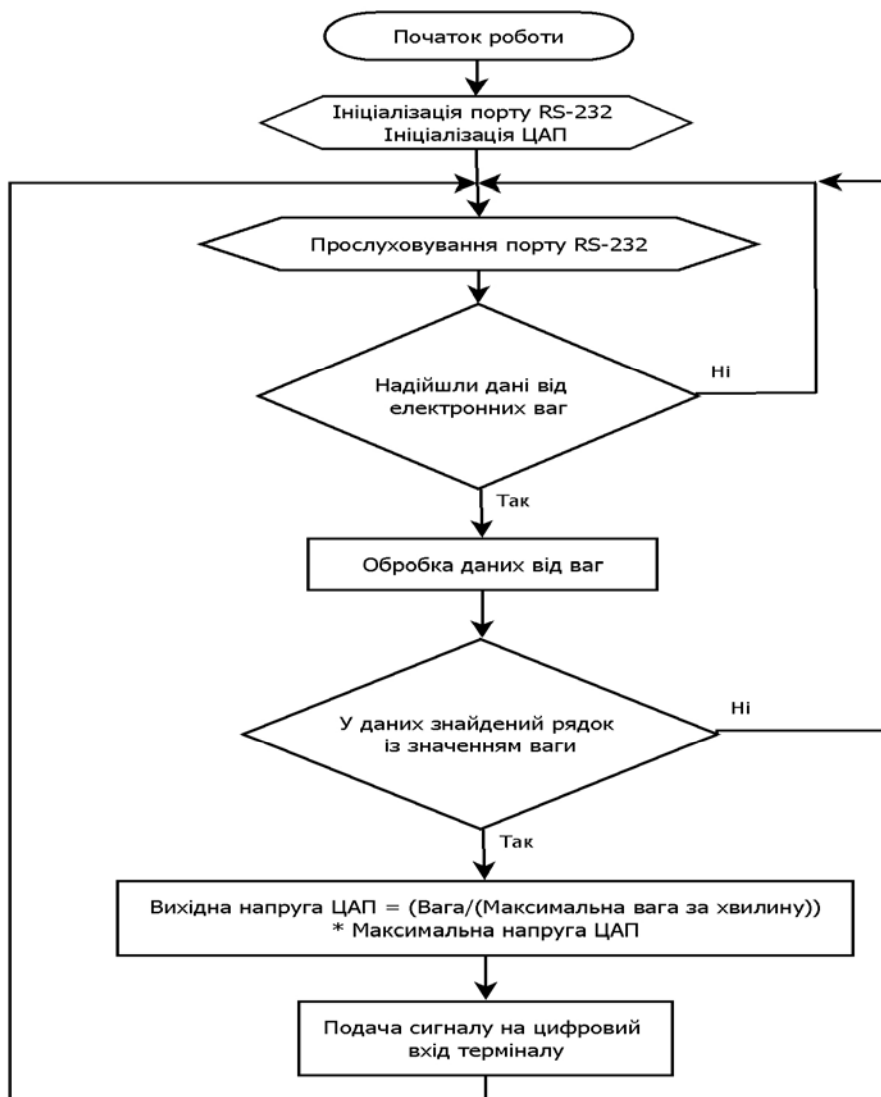 Початок роботи
Ініціалізація порту RS-232
Ініціалізація ЦАП
Прослуховування порту RS-232
Надійшли дані від
електронних ваг
Ні
Так
Обробка даних від ваг
У даних знайдений рядок
із значенням ваги
Ні
Так
Вихідна напруга ЦАП = (Вага/(Максимальна вага за хвилину))
* Максимальна напруга ЦАП
Подача сигналу на цифровий
вхід терміналу